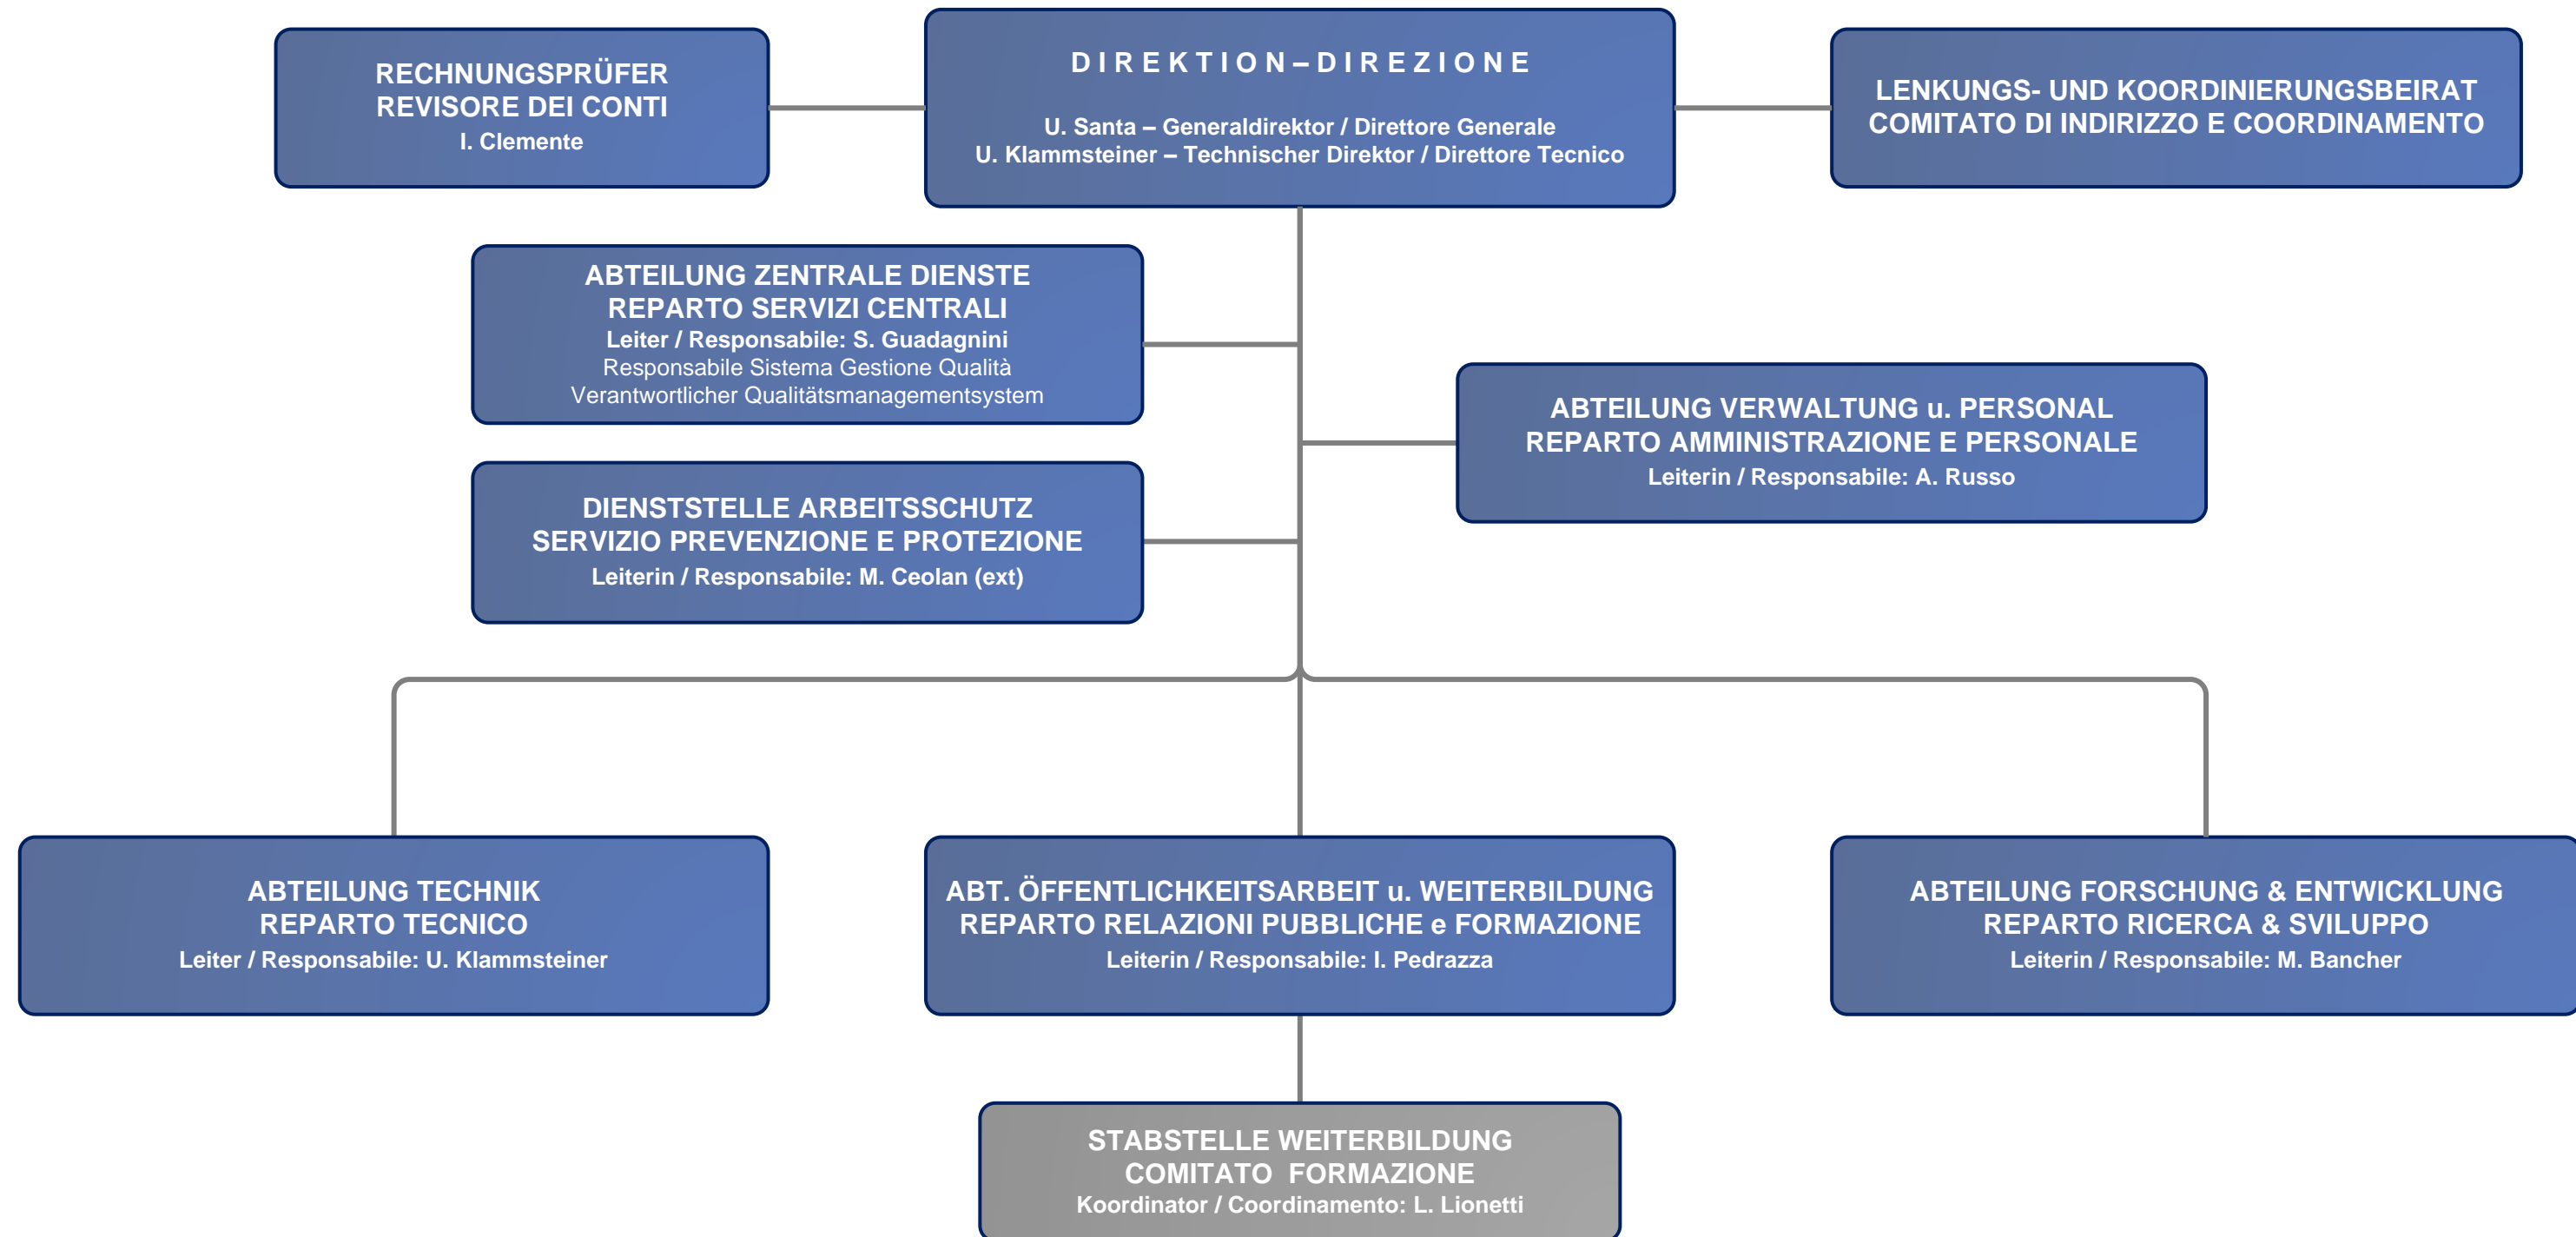 RECHNUNGSPRÜFER
REVISORE DEI CONTI
I. Clemente
DIREKTION–DIREZIONE
U. Santa – Generaldirektor / Direttore Generale
U. Klammsteiner – Technischer Direktor / Direttore Tecnico
LENKUNGS- UND KOORDINIERUNGSBEIRAT
COMITATO DI INDIRIZZO E COORDINAMENTO
ABTEILUNG ZENTRALE DIENSTE
REPARTO SERVIZI CENTRALI
Leiter / Responsabile: S. Guadagnini
Responsabile Sistema Gestione Qualità
Verantwortlicher Qualitätsmanagementsystem
ABTEILUNG VERWALTUNG u. PERSONAL
REPARTO AMMINISTRAZIONE E PERSONALE
Leiterin / Responsabile: A. Russo
DIENSTSTELLE ARBEITSSCHUTZ
SERVIZIO PREVENZIONE E PROTEZIONE
Leiterin / Responsabile: M. Ceolan (ext)
ABTEILUNG TECHNIK
REPARTO TECNICO
Leiter / Responsabile: U. Klammsteiner
ABT. ÖFFENTLICHKEITSARBEIT u. WEITERBILDUNG
REPARTO RELAZIONI PUBBLICHE e FORMAZIONE
Leiterin / Responsabile: I. Pedrazza
ABTEILUNG FORSCHUNG & ENTWICKLUNG
REPARTO RICERCA & SVILUPPO
Leiterin / Responsabile: M. Bancher
STABSTELLE WEITERBILDUNG
COMITATO FORMAZIONE
Koordinator / Coordinamento: L. Lionetti